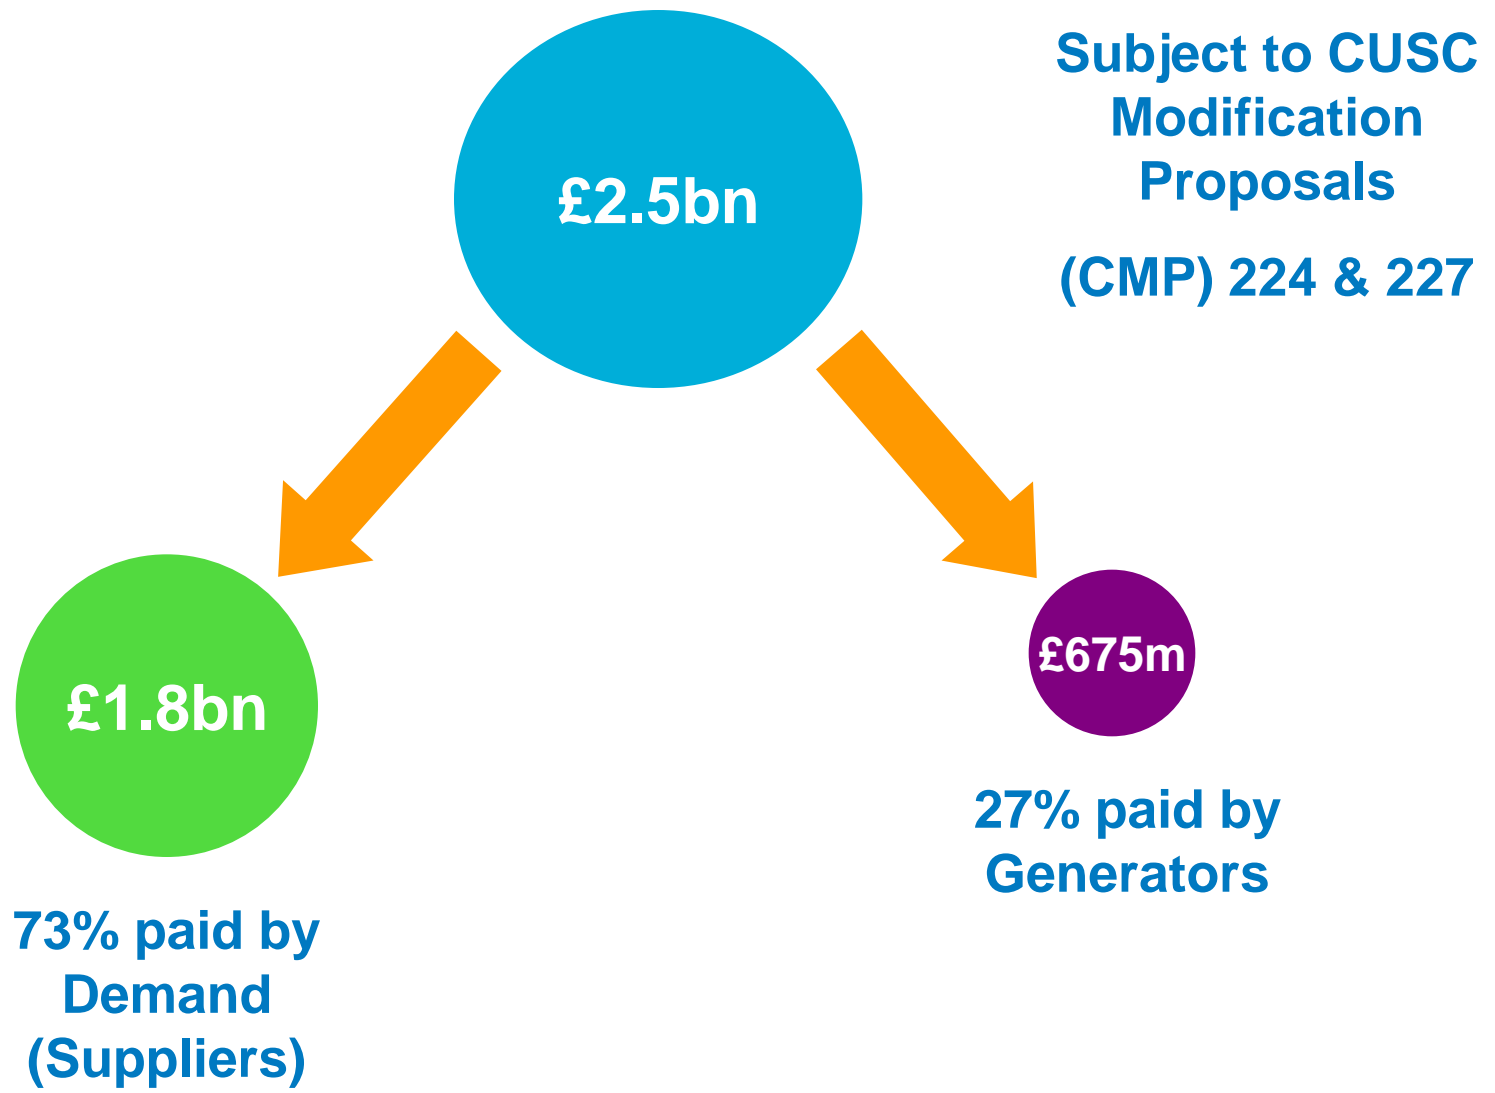 Subject to CUSC
Modification
Proposals
(CMP) 224 & 227
£2.5bn
£1.8bn
£675m
73% paid by
Demand
(Suppliers)
27% paid by
Generators